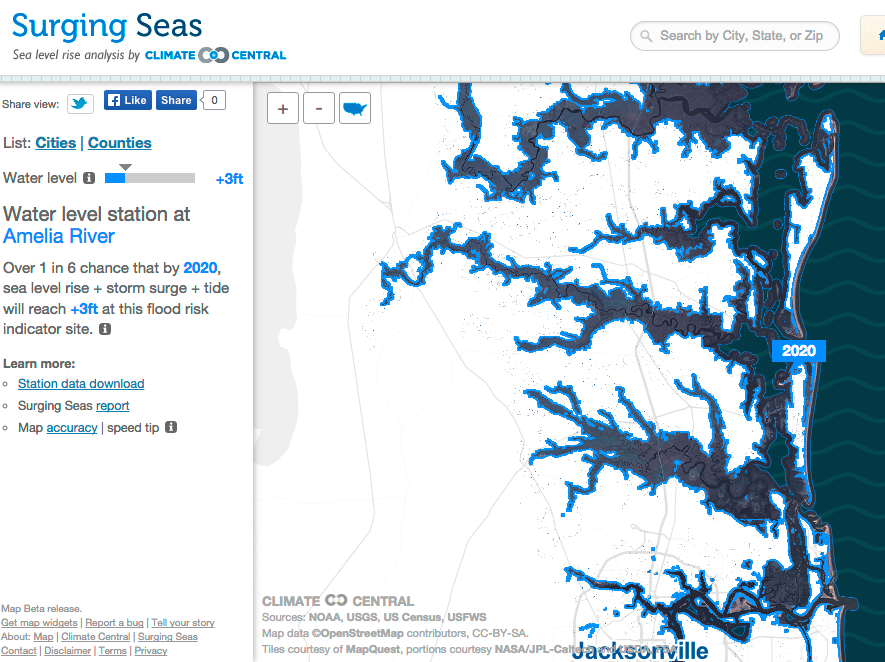 Surging Seas
Sea level rise analysis by CLIMATE CENTRAL
Search by City, State, or Zip
Share view:
Like
Share
0
+
-
List: Cities | Counties
Water level
+3ft
Water level station at
Amelia River
Over 1 in 6 chance that by 2020,
sea level rise + storm surge + tide
will reach +3ft at this flood risk
indicator site.
Learn more:
Station data download
Surging Seas report
Map accuracy | speed tip
2020
Map Beta release.
Get map widgets | Report a bug | Tell your story
About: Map | Climate Central | Surging Seas
Contact | Disclaimer | Terms | Privacy
CLIMATE CENTRAL
Sources: NOAA, USGS, US Census, USFWS
Map data ©OpenStreetMap contributors, CC-BY-SA.
Tiles courtesy of MapQuest, portions courtesy NASA/JPL-Caltech and USDA, FSA
Jacksonville